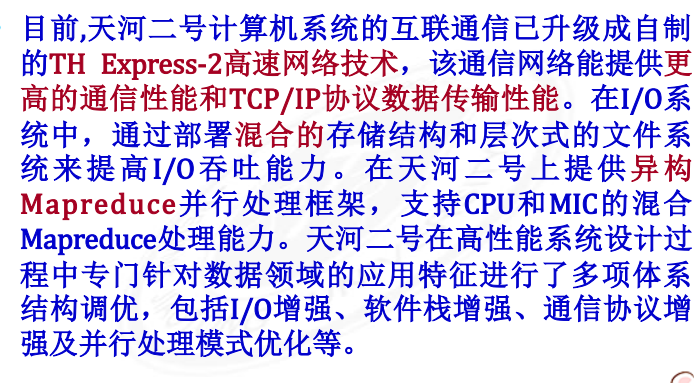 目前,天河二号计算机系统的互联通信已升级成自制
的TH Express-2高速网络技术，该通信网络能提供更
高的通信性能和TCP/IP协议数据传输性能。在I/O系
统中，通过部署混合的存储结构和层次式的文件系
统来提高I/O吞吐能力。在天河二号上提供异构
Mapreduce并行处理框架，支持CPU和MIC的混合
Mapreduce处理能力。天河二号在高性能系统设计过
程中专门针对数据领域的应用特征进行了多项体系
结构调优，包括I/O增强、软件栈增强、通信协议增
强及并行处理模式优化等。